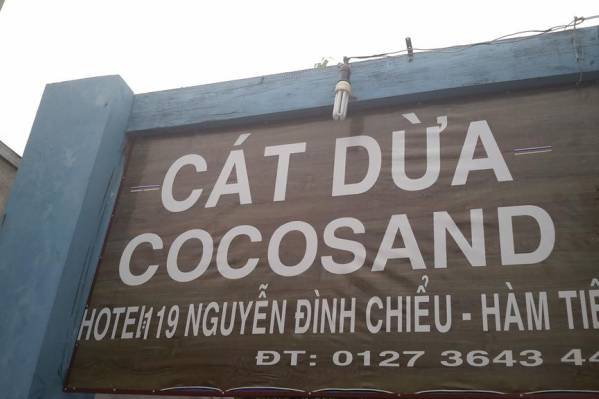 CÁT DỪA
COCOSAND
HOTEL:119 NGUYỄN ĐÌNH CHIỂU - HÀM
ĐT: 0127 3643